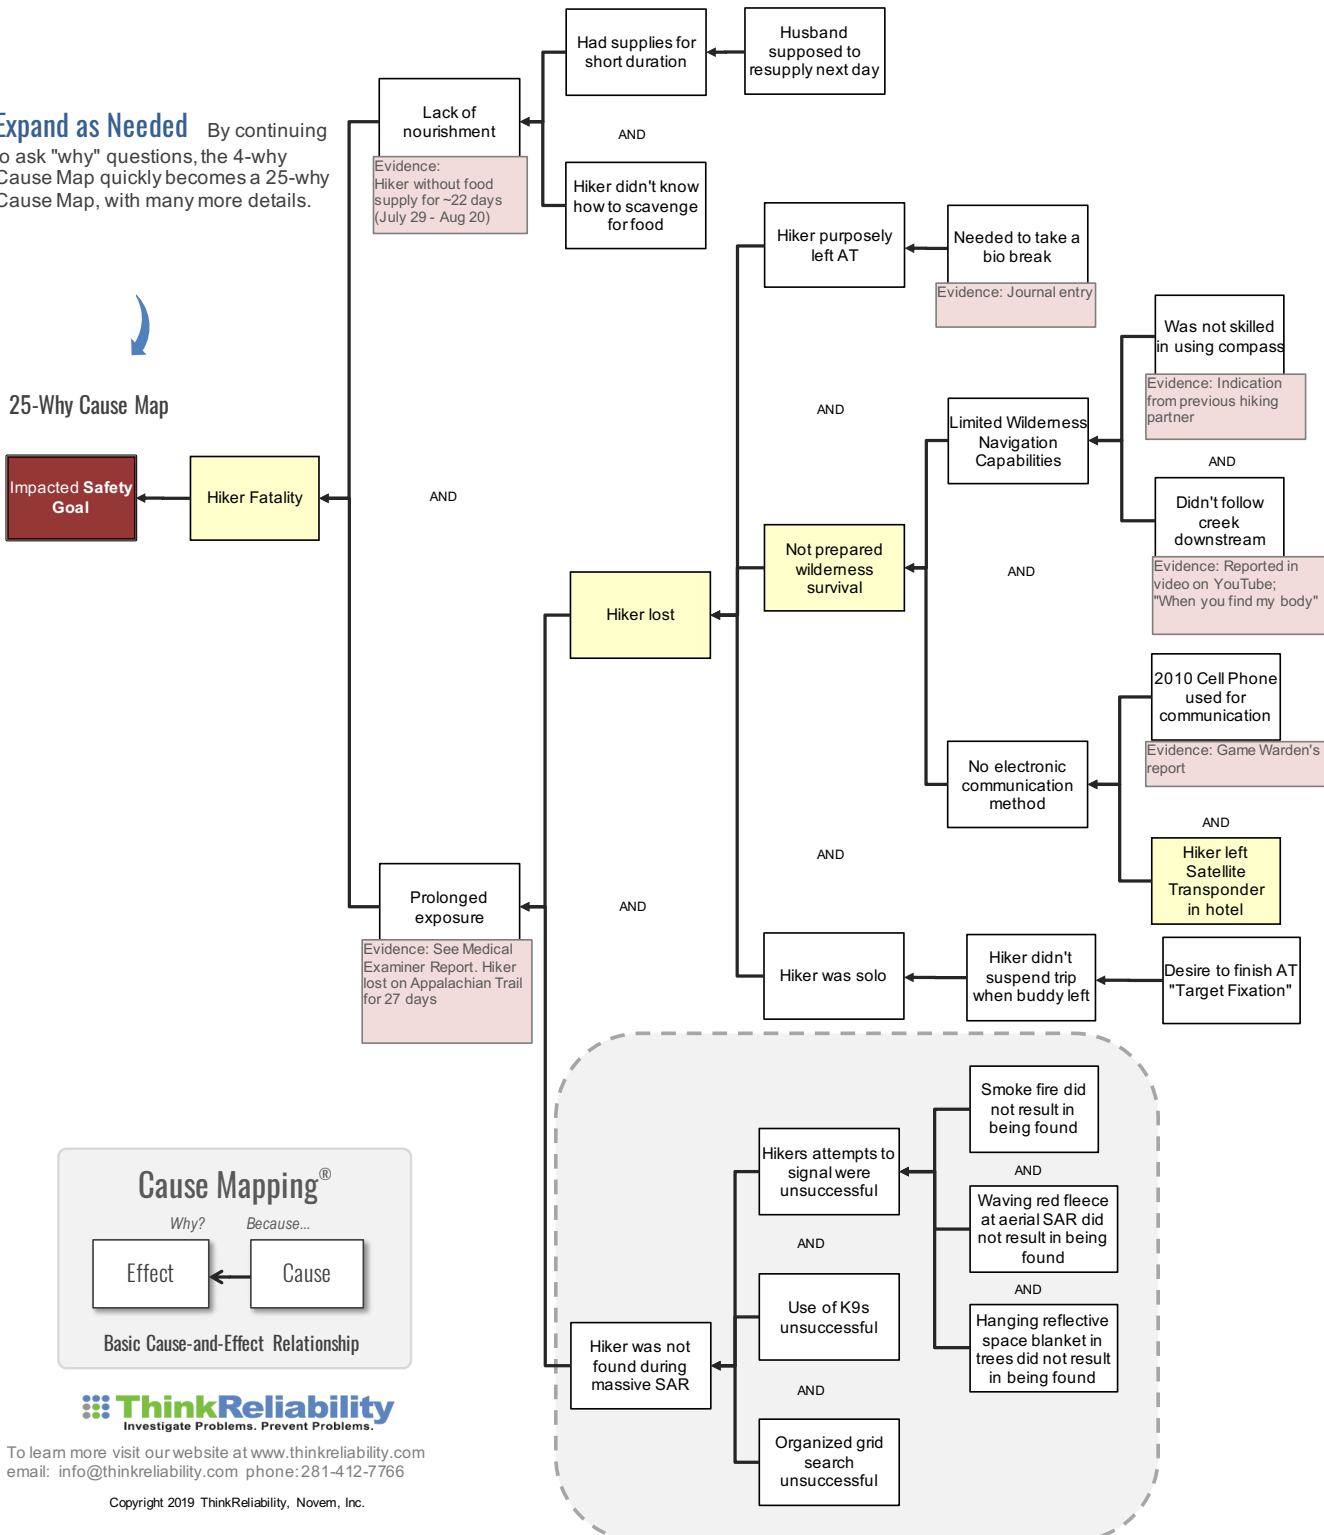 Expand as Needed By continuing
to ask "why" questions, the 4-why
Cause Map quickly becomes a 25-why
Cause Map, with many more details.
25-Why Cause Map
Impacted Safety
Goal
Hiker Fatality
AND
Lack of
nourishment
Evidence:
Hiker without food
supply for ~22 days
(July 29 - Aug 20)
Had supplies for
short duration
Husband
supposed to
resupply next day
AND
Hiker didn't know
how to scavenge
for food
Prolonged
exposure
Evidence: See Medical
Examiner Report. Hiker
lost on Appalachian Trail
for 27 days
AND
Hiker lost
Hiker purposely
left AT
Needed to take a
bio break
Evidence: Journal entry
AND
Not prepared
wilderness
survival
Limited Wilderness
Navigation
Capabilities
Was not skilled
in using compass
Evidence: Indication
from previous hiking
partner
AND
Didn't follow
creek
downstream
Evidence: Reported in
video on YouTube;
"When you find my body"
AND
No electronic
communication
method
2010 Cell Phone
used for
communication
Evidence: Game Warden's
report
AND
Hiker left
Satellite
Transponder
in hotel
AND
Hiker was solo
Hiker didn't
suspend trip
when buddy left
Desire to finish AT
"Target Fixation"
Hiker was not
found during
massive SAR
Hikers attempts to
signal were
unsuccessful
Smoke fire did
not result in
being found
AND
Waving red fleece
at aerial SAR did
not result in being
found
AND
Hanging reflective
space blanket in
trees did not result
in being found
AND
Use of K9s
unsuccessful
AND
Organized grid
search
unsuccessful
Cause Mapping®
Why? Because...
Effect Cause
Basic Cause-and-Effect Relationship
ThinkReliability
Investigate Problems. Prevent Problems.
To learn more visit our website at www.thinkreliability.com
email: info@thinkreliability.com phone: 281-412-7766
Copyright 2019 ThinkReliability, Novem, Inc.